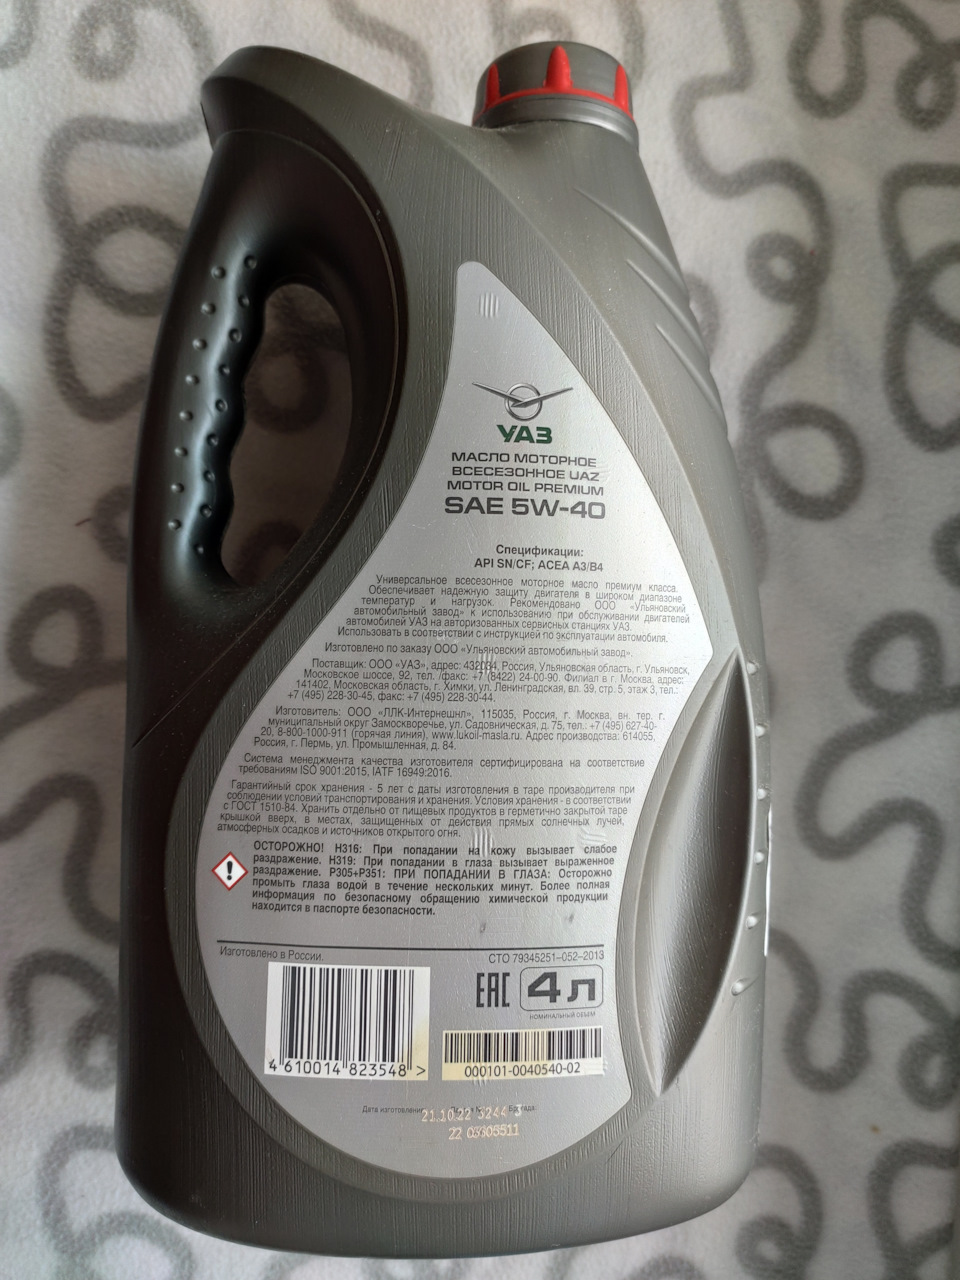 УАЗ
МАСЛО МОТОРНОЕ
ВСЕСЕЗОННОЕ UAZ
MOTOR OIL PREMIUM
SAE 5W-40
Спецификации:
API SN/CF; ACEA A3/B4
Универсальное всесезонное моторное масло премиум класса.
Обеспечивает надежную защиту двигателя в широком диапазоне
температур и нагрузок. Рекомендовано ООО «Ульяновский
автомобильный завод» к использованию при обслуживании двигателей
автомобилей УАЗ на авторизованных сервисных станциях УАЗ.
Использовать в соответствии с инструкцией по эксплуатации автомобиля.
Изготовлено по заказу ООО «Ульяновский автомобильный завод».
Поставщик: ООО «УАЗ», адрес: 432034, Россия, Ульяновская область, г. Ульяновск,
Московское шоссе, 92, тел. /факс: +7 (8422) 24-00-90. Филиал в г. Москва, адрес:
141402, Московская область, г. Химки, ул. Ленинградская, вл. 39, стр. 5, этаж 3, тел.:
+7 (495) 228-30-45, факс: +7 (495) 228-30-44.
Изготовитель: ООО «ЛЛК-Интернешнл», 115035, Россия, г. Москва, вн. тер. г.
муниципальный округ Замоскворечье, ул. Садовническая, д. 75, тел.: +7 (495) 627-40-
20, 8-800-1000-911 (горячая линия), www.lukoil-masla.ru. Адрес производства: 614055,
Россия, г. Пермь, ул. Промышленная, д. 84.
Система менеджмента качества изготовителя сертифицирована на соответствие
требованиям ISO 9001:2015, IATF 16949:2016.
Гарантийный срок хранения - 5 лет с даты изготовления в таре производителя при
соблюдении условий транспортирования и хранения. Условия хранения - в соответствии
с ГОСТ 1510-84. Хранить отдельно от пищевых продуктов в герметично закрытой таре
крышкой вверх, в местах, защищенных от действия прямых солнечных лучей,
атмосферных осадков и источников открытого огня.
ОСТОРОЖНО! H316: При попадании на кожу вызывает слабое
раздражение. H319: При попадании в глаза вызывает выраженное
раздражение. P305+P351: ПРИ ПОПАДАНИИ В ГЛАЗА: Осторожно
промыть глаза водой в течение нескольких минут. Более полная
информация по безопасному обращению химической продукции
находится в паспорте безопасности.
Изготовлено в России.
СТО 79345251–052–2013
EAC 4 л
НОМИНАЛЬНЫЙ ОБЪЕМ
4 610014 823548 >
000101-0040540-02
Дата изготовления 21.10.22 Бригада
22